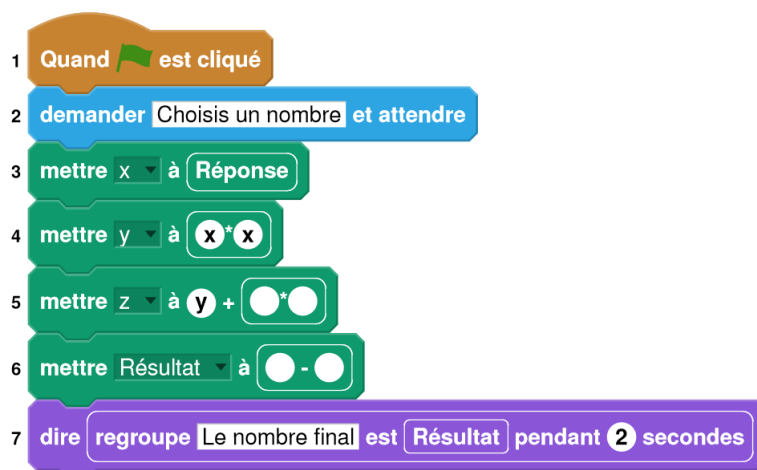 1 Quand est cliqué
2 demander Choisis un nombre et attendre
3 mettre x à Réponse
4 mettre y à x * x
5 mettre z à y + *
6 mettre Résultat à -
7 dire regroupe Le nombre final est Résultat pendant 2 secondes